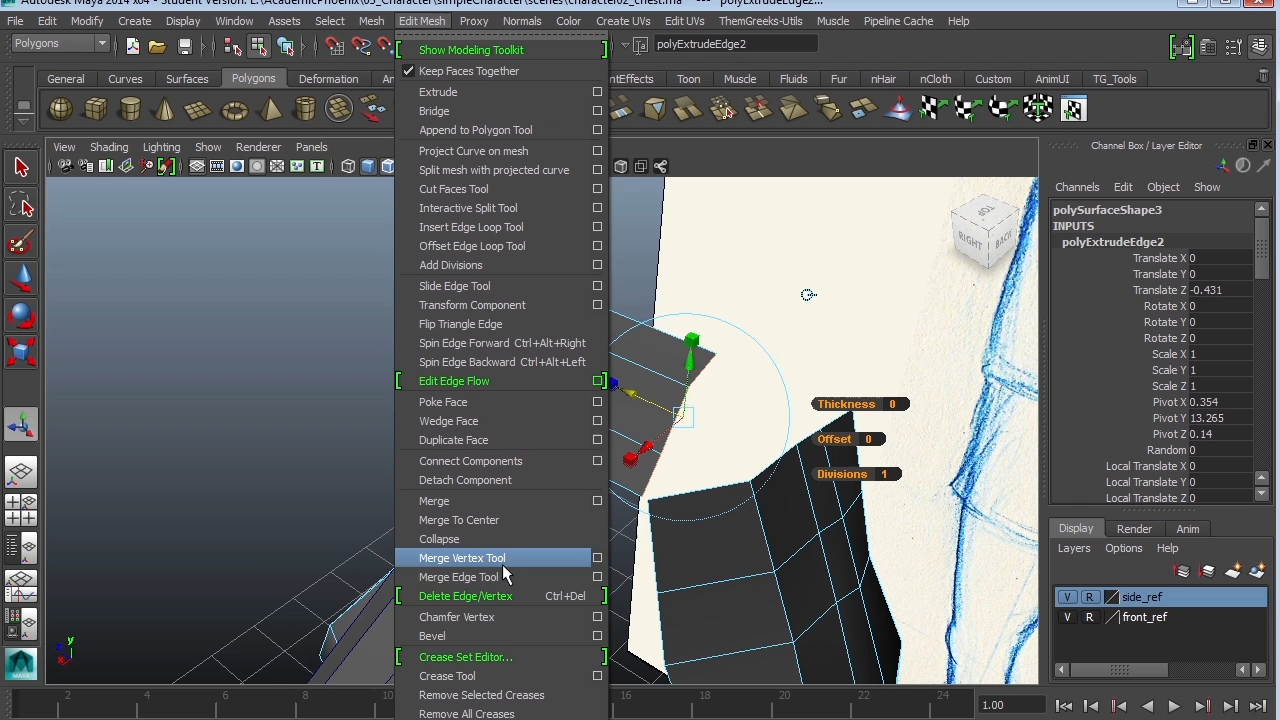 Autodesk Maya 2014 x64 - Student Version: E:\AcademicPhoenix\05_Character\simpleCharacter\scenes\character02_chest.ma* --- polyExtrudeEdge2...
File Edit Modify Create Display Window Assets Select Mesh Edit Mesh Proxy Normals Color Create UVs Edit UVs ThemGreeks-Utils Muscle Pipeline Cache Help
Polygons polyExtrudeEdge2
General Curves Surfaces Polygons Deformation ntEffects Toon Muscle Fluids Fur nHair nCloth Custom AnimUI TG_Tools
View Shading Lighting Show Renderer Panels
Show Modeling Toolkit
Keep Faces Together
Extrude
Bridge
Append to Polygon Tool
Project Curve on mesh
Split mesh with projected curve
Cut Faces Tool
Interactive Split Tool
Insert Edge Loop Tool
Offset Edge Loop Tool
Add Divisions
Slide Edge Tool
Transform Component
Flip Triangle Edge
Spin Edge Forward Ctrl+Alt+Right
Spin Edge Backward Ctrl+Alt+Left
Edit Edge Flow
Poke Face
Wedge Face
Duplicate Face
Connect Components
Detach Component
Merge
Merge To Center
Collapse
Merge Vertex Tool
Merge Edge Tool
Delete Edge/Vertex Ctrl+Del
Chamfer Vertex
Bevel
Crease Set Editor...
Crease Tool
Remove Selected Creases
Remove All Creases
TOP
RIGHT BACK
Thickness 0
Offset 0
Divisions 1
Channel Box / Layer Editor
Channels Edit Object Show
polySurfaceShape3
INPUTS
polyExtrudeEdge2
Translate X 0
Translate Y 0
Translate Z -0.431
Rotate X 0
Rotate Y 0
Rotate Z 0
Scale X 1
Scale Y 1
Scale Z 1
Pivot X 0.354
Pivot Y 13.265
Pivot Z 0.14
Random 0
Local Translate X 0
Local Translate Y 0
Local Translate Z 0
Display Render Anim
Layers Options Help
V R side_ref
V R front_ref
y
x
2 4 6 8 10 16 18 20 22 24 1.00